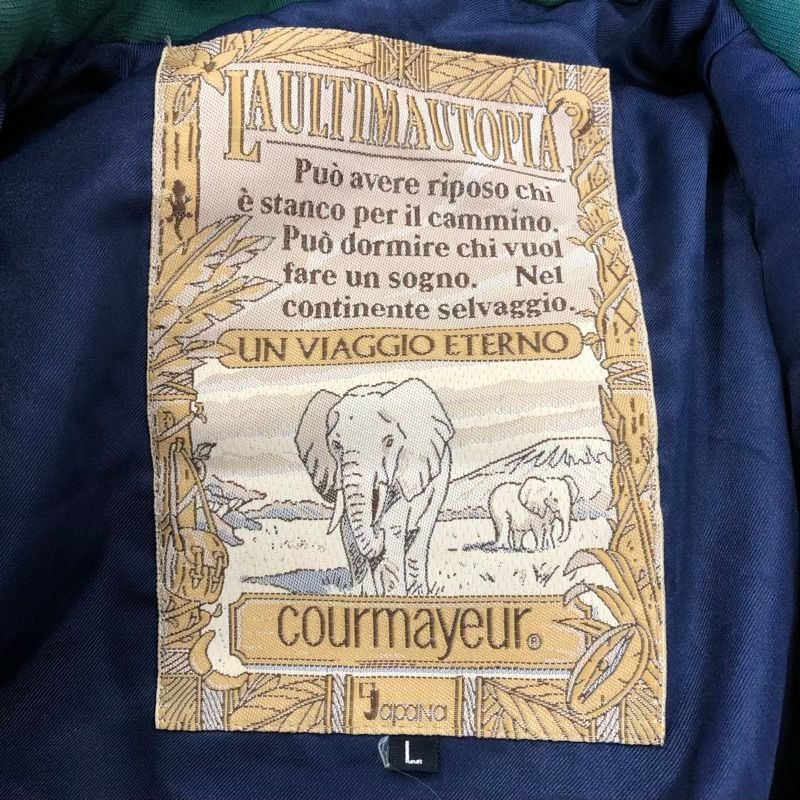 LAULTIMAUTOPIA
Può avere riposo chi
è stanco per il cammino.
Può dormire chi vuol
fare un sogno. Nel
continente selvaggio.
UN VIAGGIO ETERNO
courmayeur®
Japana
L